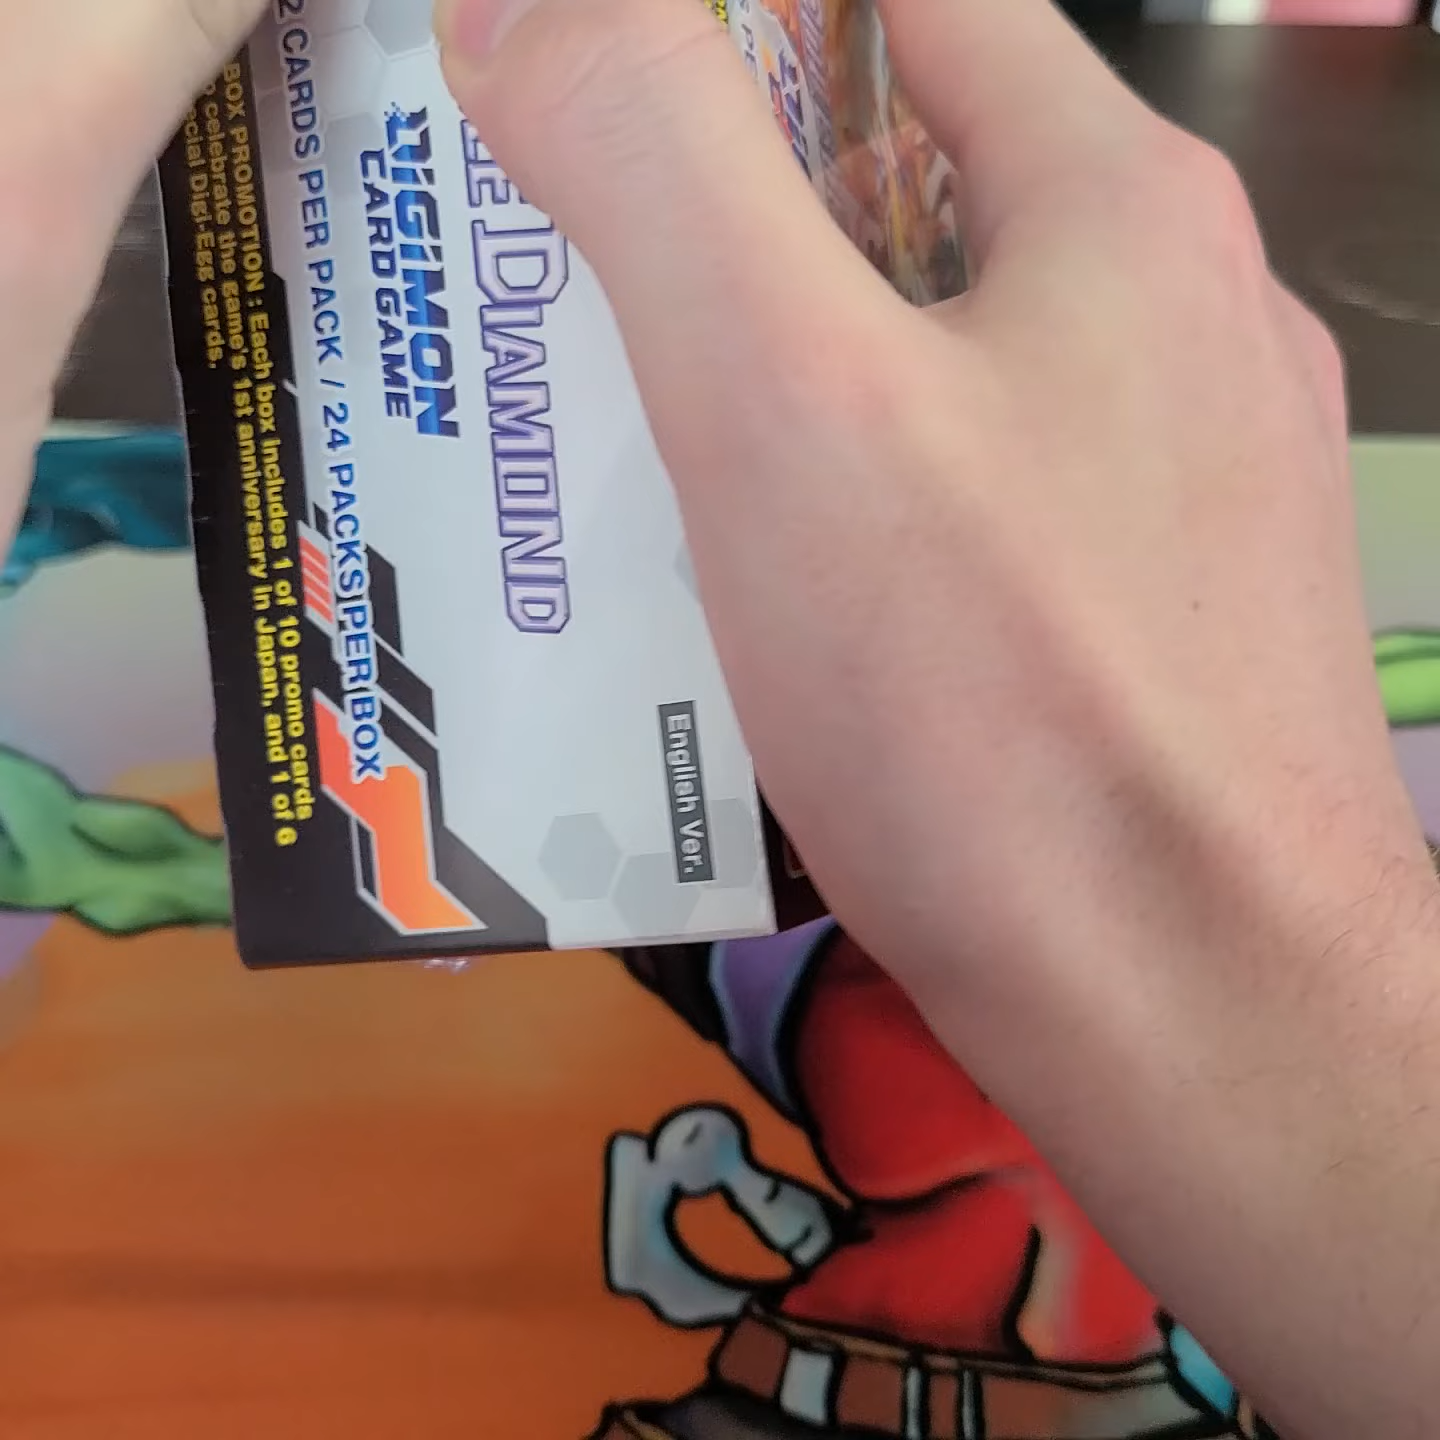 DIAMOND
DIGIMON
CARD GAME
2 CARDS PER PACK / 24 PACKS PER BOX
BOX PROMOTION : Each box includes 1 of 10 promo cards
celebrate the game's 1st anniversary in Japan, and 1 of 6
Digi-Egg cards.
English Ver.